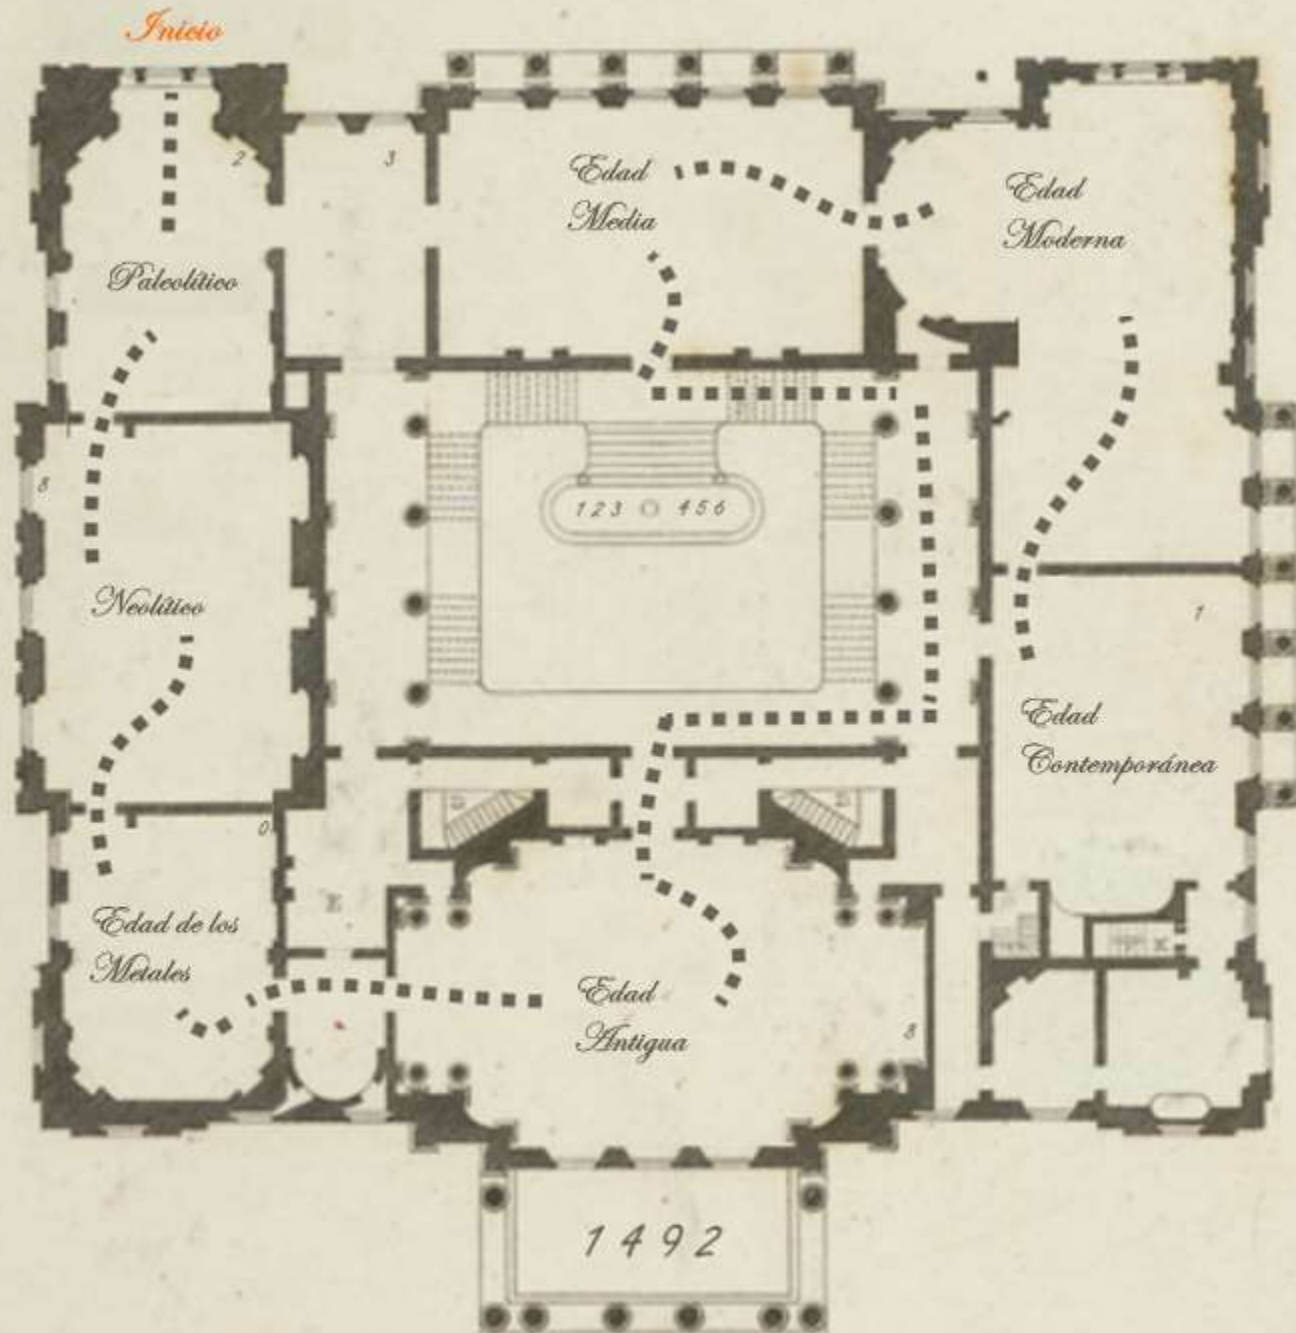 Inicio
2
3
Edad
Media
Edad
Moderna
Paleolítico
8
123 456
Neolítico
1
Edad
Contemporánea
0
Edad de los
Metales
Edad
Antigua
8
1492